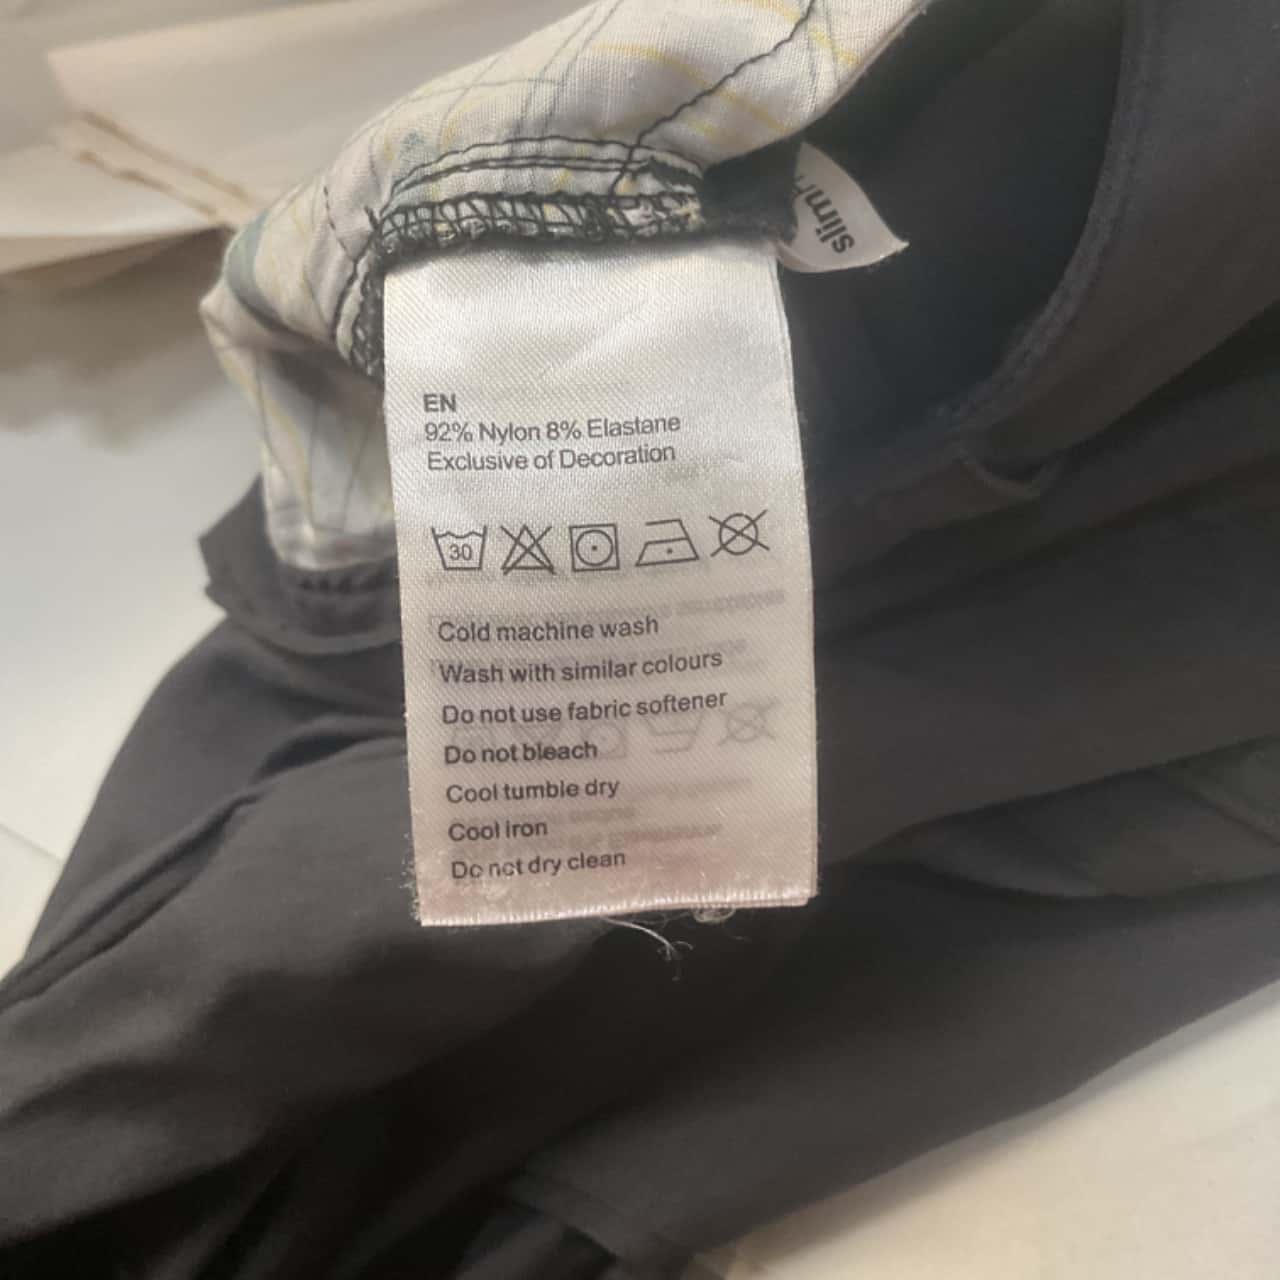 slim
EN
92% Nylon 8% Elastane
Exclusive of Decoration
30
Cold machine wash
Wash with similar colours
Do not use fabric softener
Do not bleach
Cool tumble dry
Cool iron
Do not dry clean